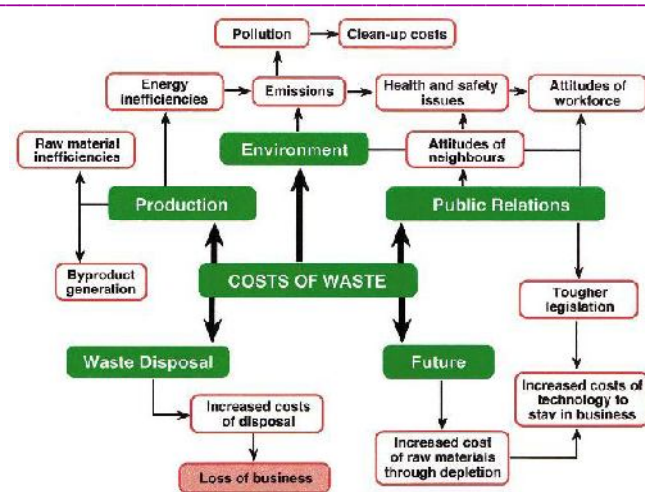 Pollution
Clean-up costs
Energy
inefficiencies
Emissions
Health and safety
issues
Attitudes of
workforce
Raw material
inefficiencies
Environment
Attitudes of
neighbours
Production
Public Relations
Byproduct
generation
COSTS OF WASTE
Tougher
legislation
Waste Disposal
Future
Increased costs
of disposal
Increased costs of
technology to
stay in business
Increased cost
of raw materials
through depletion
Loss of business